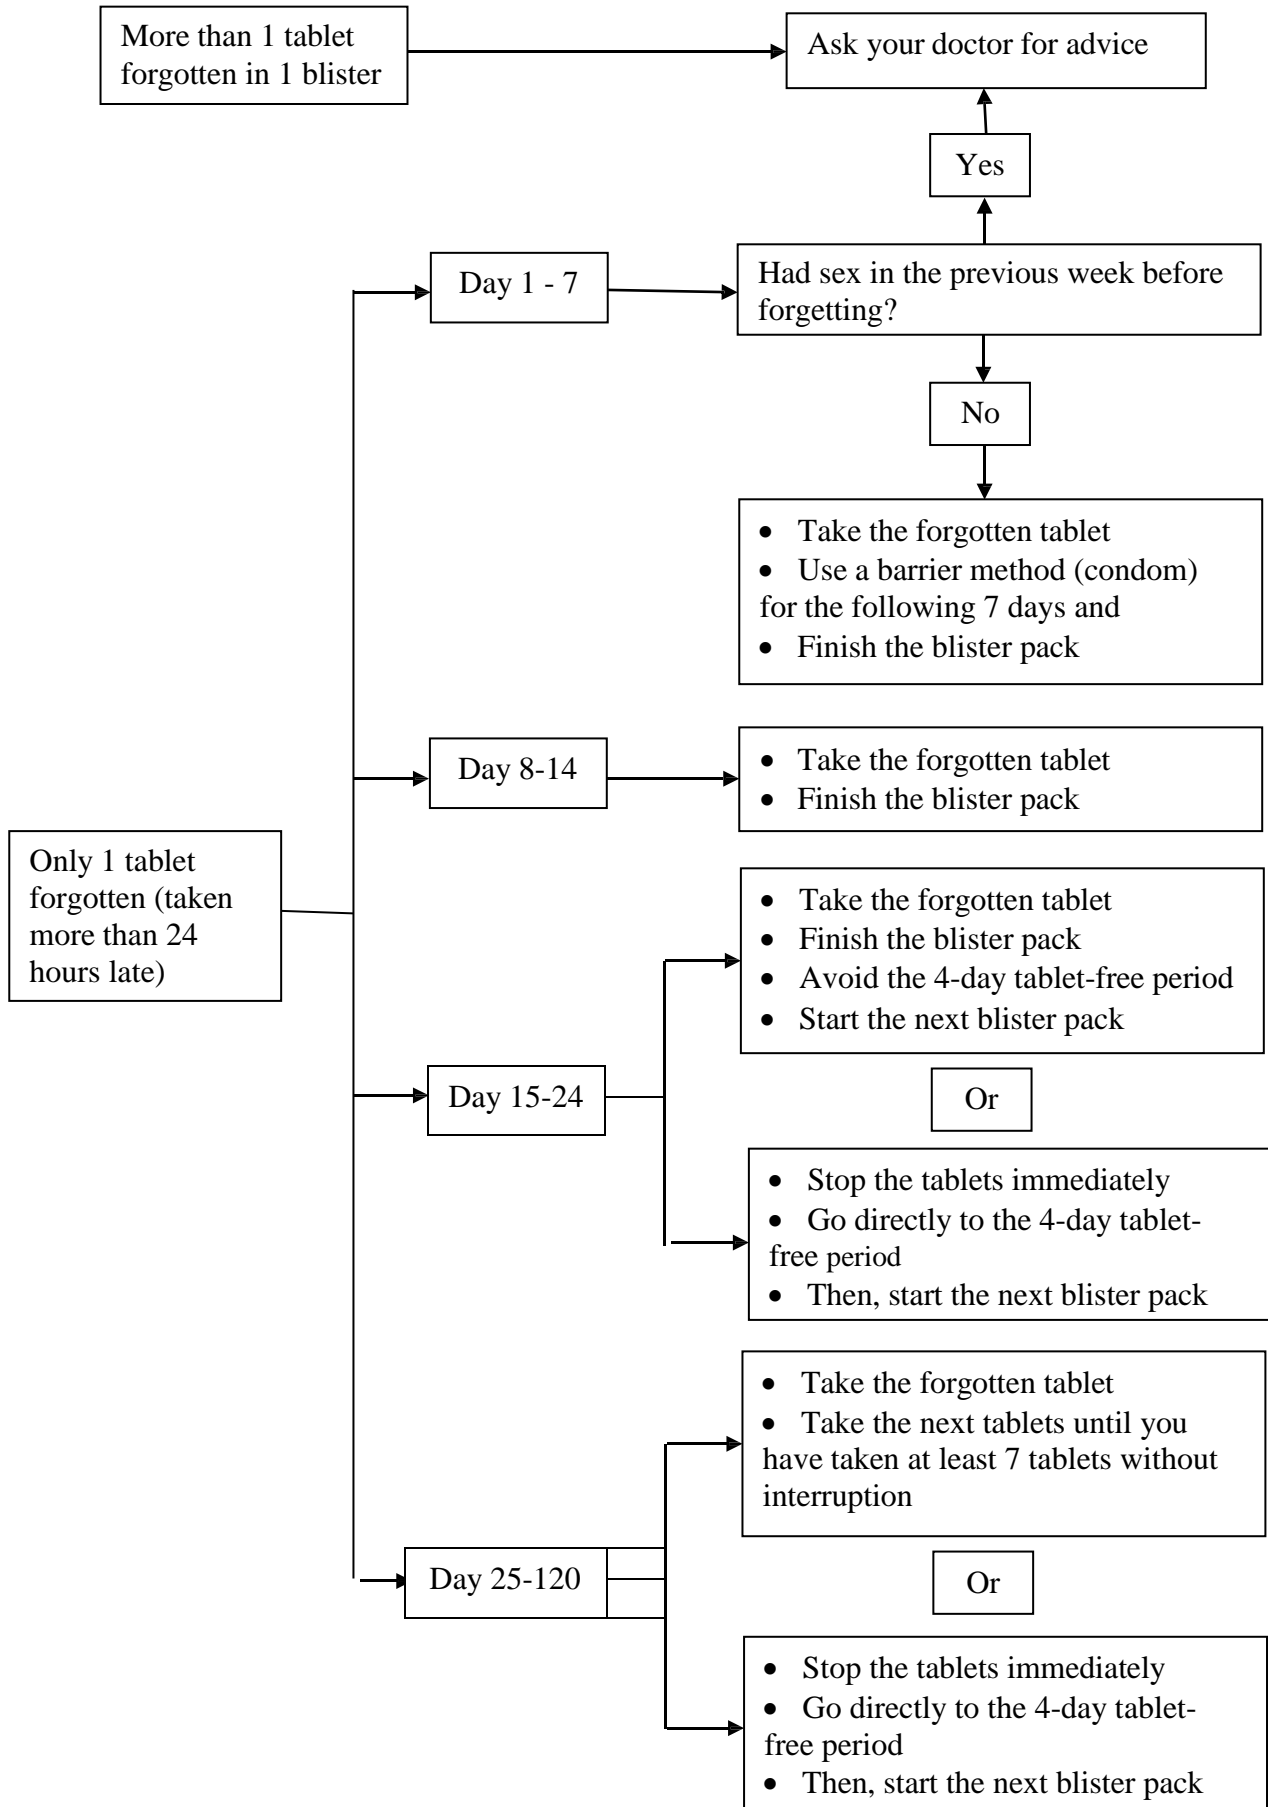 More than 1 tablet
forgotten in 1 blister
Ask your doctor for advice
Yes
Day 1 - 7
Had sex in the previous week before
forgetting?
No
• Take the forgotten tablet
• Use a barrier method (condom)
for the following 7 days and
• Finish the blister pack
Day 8-14
• Take the forgotten tablet
• Finish the blister pack
Only 1 tablet
forgotten (taken
more than 24
hours late)
• Take the forgotten tablet
• Finish the blister pack
• Avoid the 4-day tablet-free period
• Start the next blister pack
Day 15-24
Or
• Stop the tablets immediately
• Go directly to the 4-day tablet-
free period
• Then, start the next blister pack
• Take the forgotten tablet
• Take the next tablets until you
have taken at least 7 tablets without
interruption
Day 25-120
Or
• Stop the tablets immediately
• Go directly to the 4-day tablet-
free period
• Then, start the next blister pack